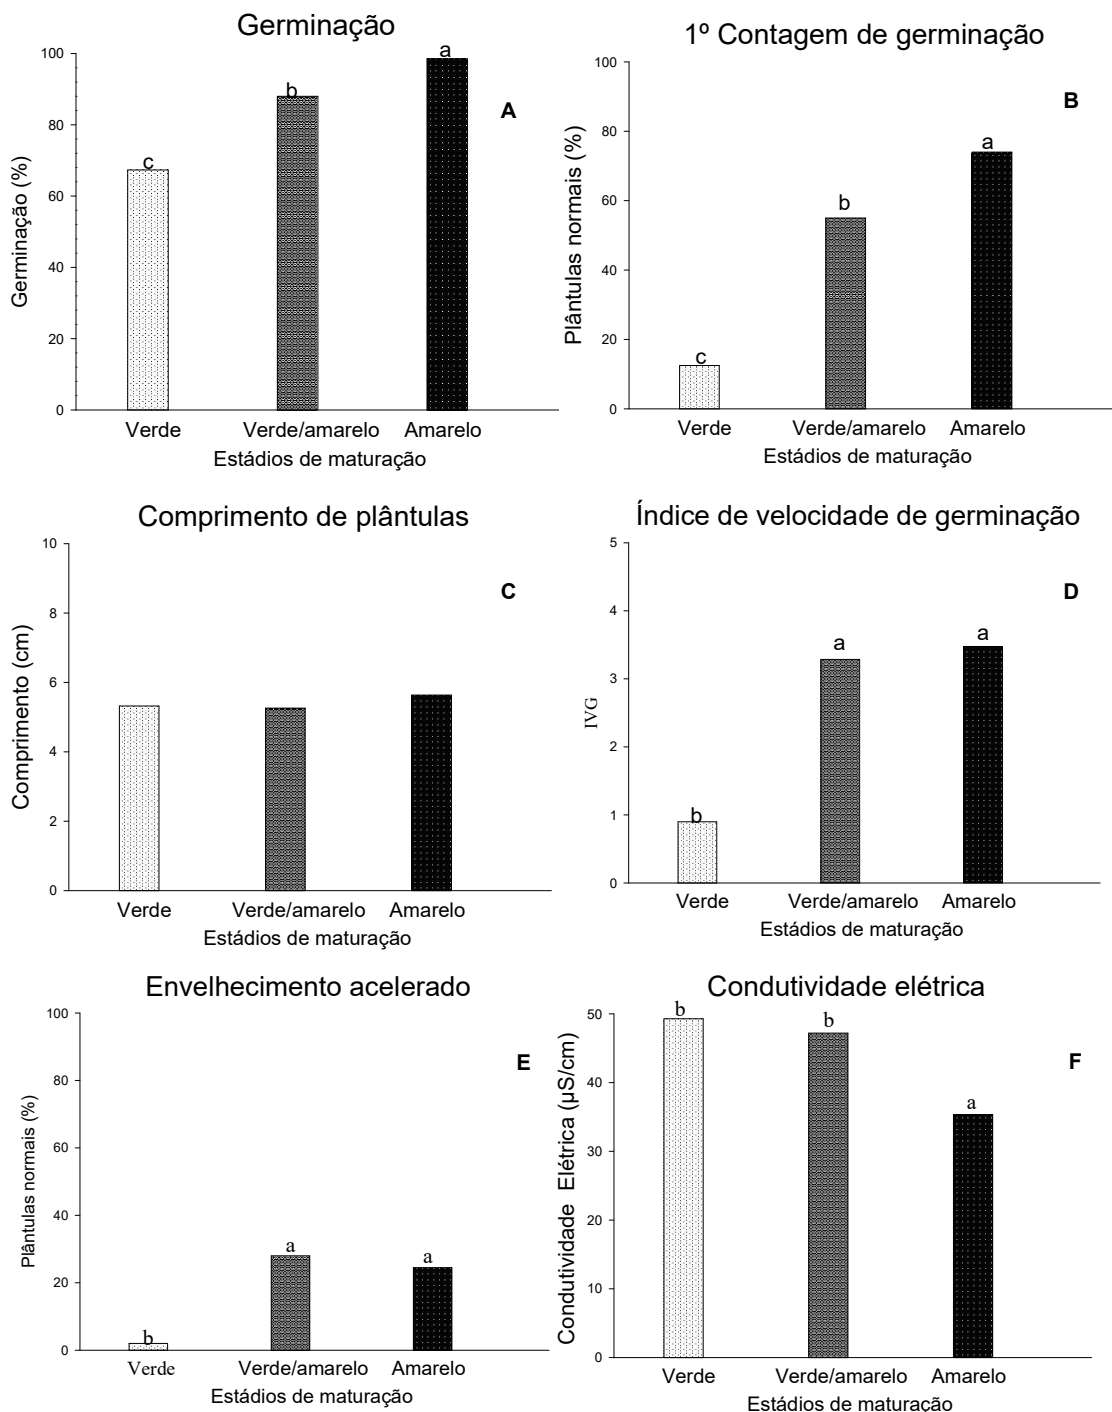 Germinação
100
80
60
40
20
0
Germinação (%)
c
b
a
A
Verde Verde/amarelo Amarelo
Estádios de maturação
1º Contagem de germinação
100
80
60
40
20
0
Plântulas normais (%)
c
b
a
B
Verde Verde/amarelo Amarelo
Estádios de maturação
Comprimento de plântulas
10
8
6
4
2
0
Comprimento (cm)
C
Verde Verde/amarelo Amarelo
Estádios de maturação
Índice de velocidade de germinação
5
4
3
2
1
0
IVG
b
a
a
D
Verde Verde/amarelo Amarelo
Estádios de maturação
Envelhecimento acelerado
100
80
60
40
20
0
Plântulas normais (%)
b
a
a
E
Verde Verde/amarelo Amarelo
Estádios de maturação
Condutividade elétrica
50
40
30
20
10
0
Condutividade Elétrica (µS/cm)
b
b
a
F
Verde Verde/amarelo Amarelo
Estádios de maturação